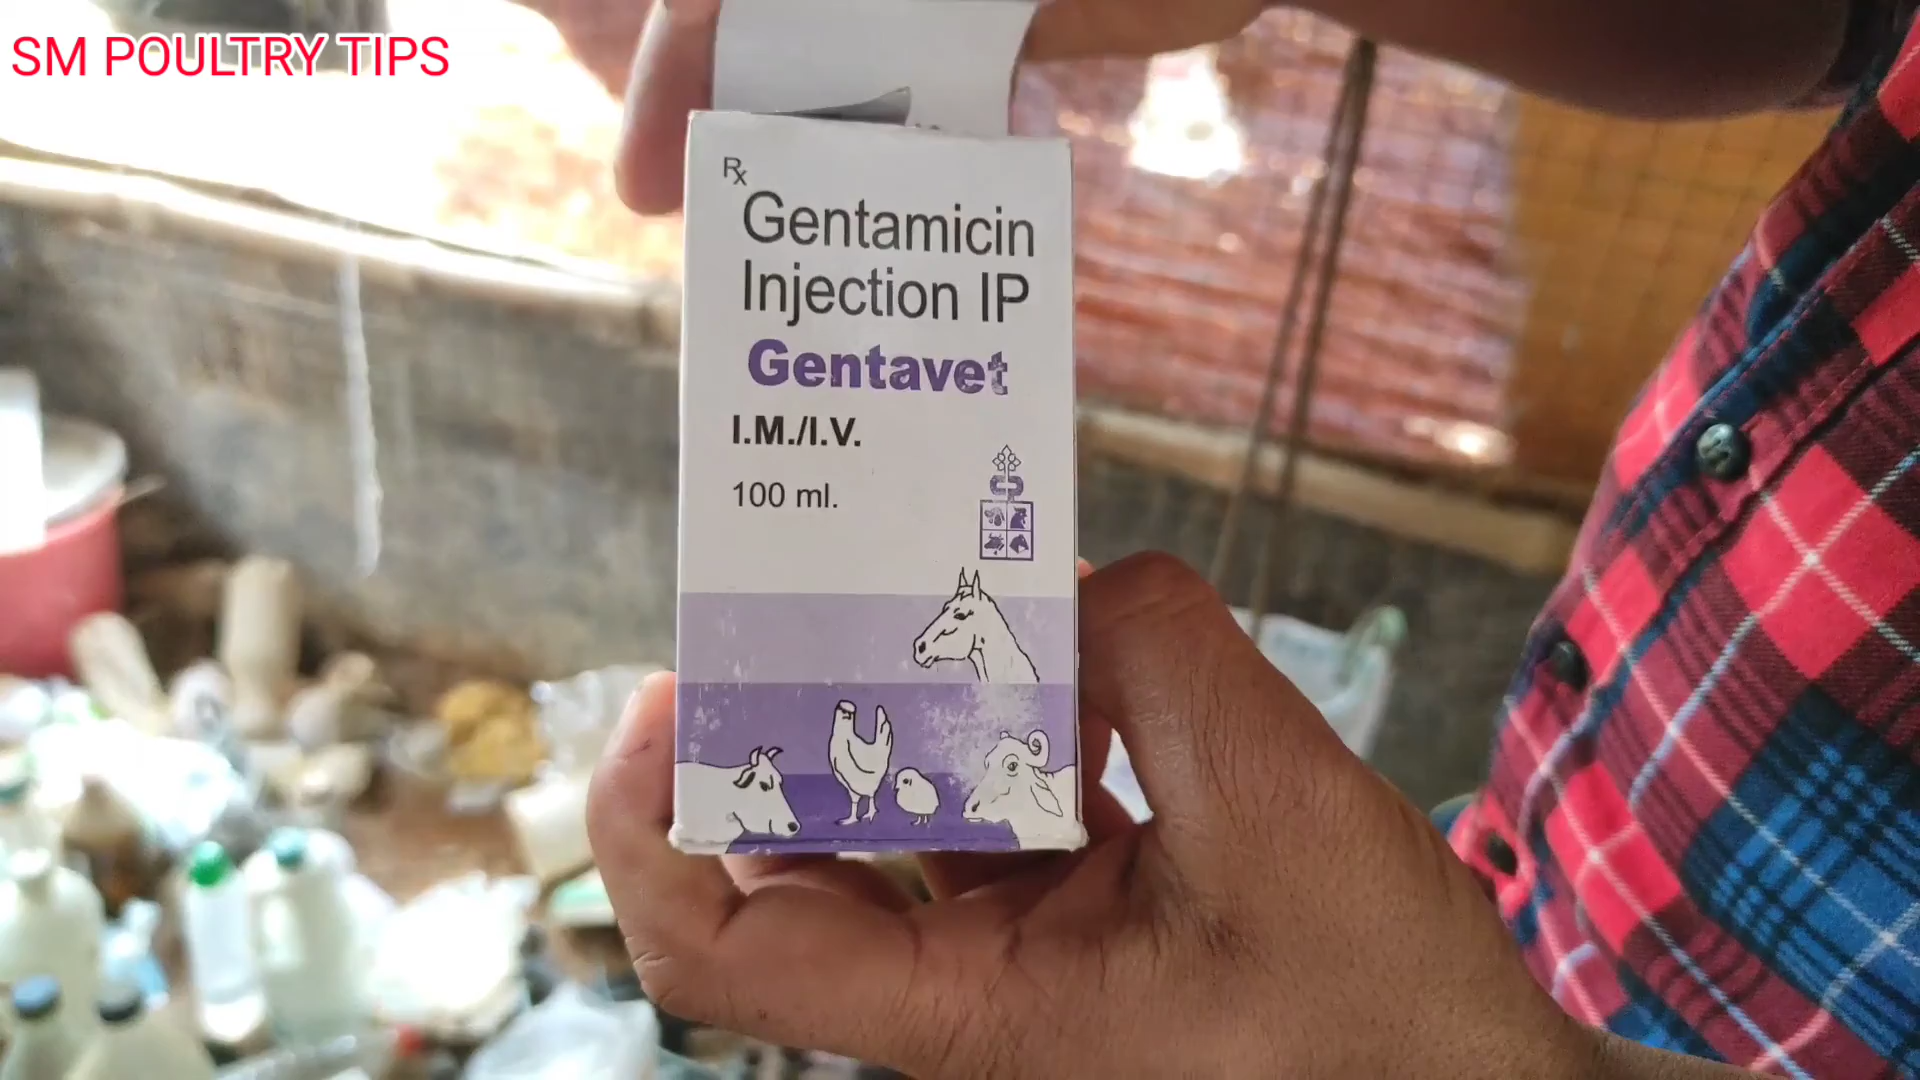 SM POULTRY TIPS
Rx
Gentamicin
Injection IP
Gentavet
I.M./I.V.
100 ml.